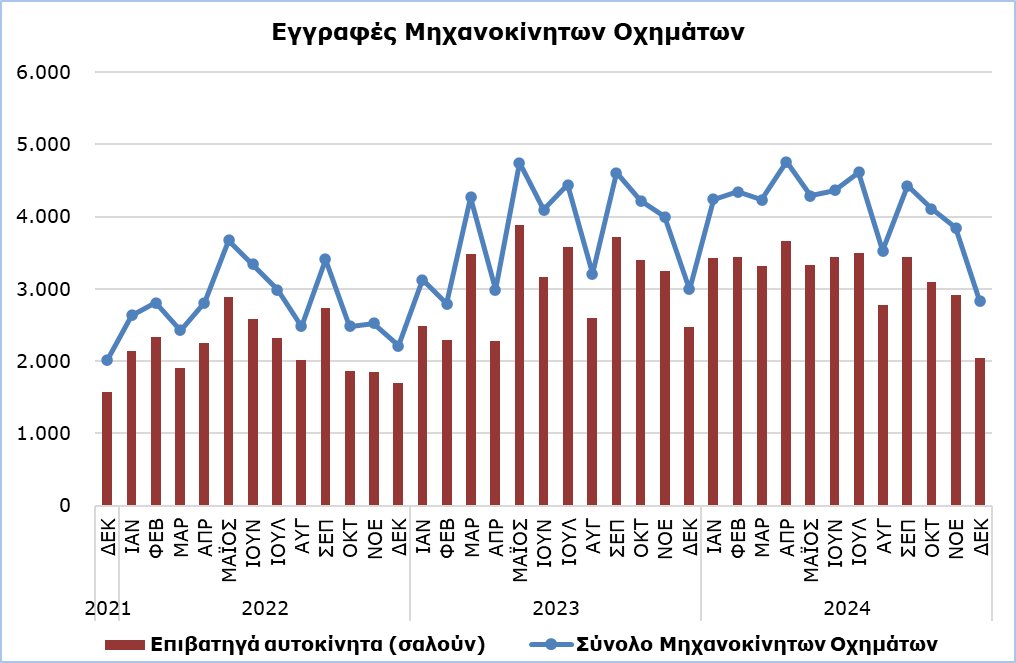 Εγγραφές Μηχανοκίνητων Οχημάτων
6.000
5.000
4.000
3.000
2.000
1.000
0
ΔΕΚ ΙΑΝ ΦΕΒ ΜΑΡ ΑΠΡ ΜΑΪΟΣ ΙΟΥΝ ΙΟΥΛ ΑΥΓ ΣΕΠ ΟΚΤ ΝΟΕ ΔΕΚ ΙΑΝ ΦΕΒ ΜΑΡ ΑΠΡ ΜΑΪΟΣ ΙΟΥΝ ΙΟΥΛ ΑΥΓ ΣΕΠ ΟΚΤ ΝΟΕ ΔΕΚ ΙΑΝ ΦΕΒ ΜΑΡ ΑΠΡ ΜΑΪΟΣ ΙΟΥΝ ΙΟΥΛ ΑΥΓ ΣΕΠ ΟΚΤ ΝΟΕ ΔΕΚ
2021 2022 2023 2024
Επιβατηγά αυτοκίνητα (σαλούν) Σύνολο Μηχανοκίνητων Οχημάτων